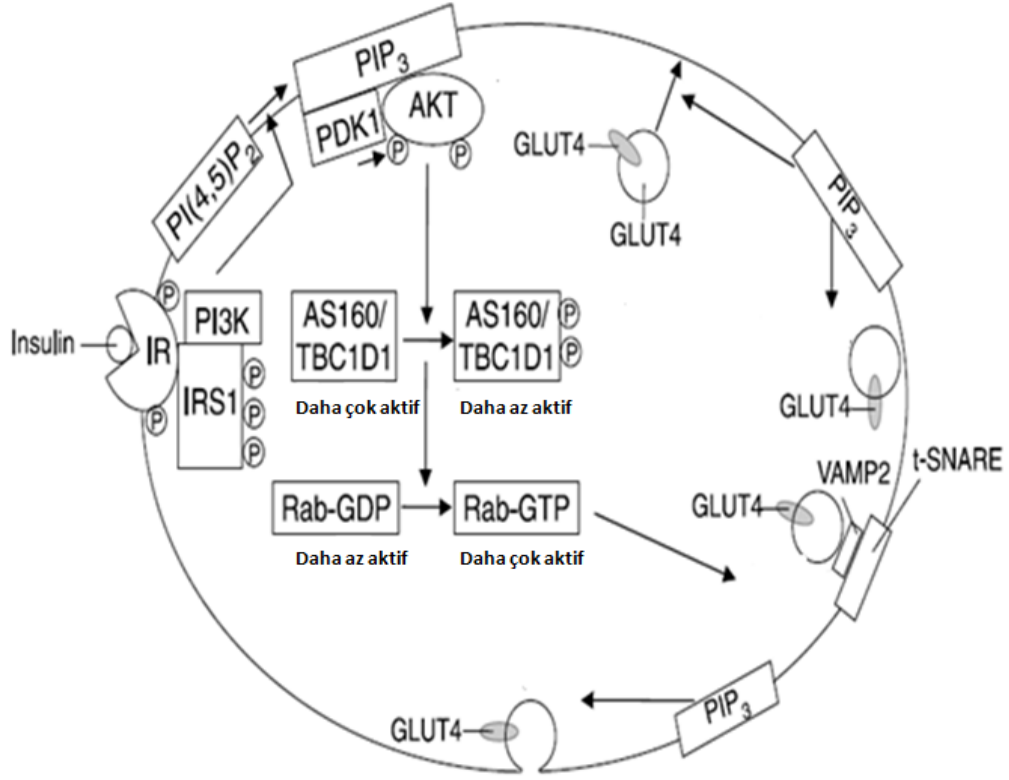 PIP3
AKT
PDK1
P
P
PI(4,5)P2
GLUT4
GLUT4
PIP3
P
PI3K
Insulin
IR
IRS1
P
P
P
P
AS160/
TBC1D1
AS160/
TBC1D1
P
P
Daha çok aktif
Daha az aktif
GLUT4
t-SNARE
VAMP2
GLUT4
Rab-GDP
Rab-GTP
Daha az aktif
Daha çok aktif
PIP3
GLUT4